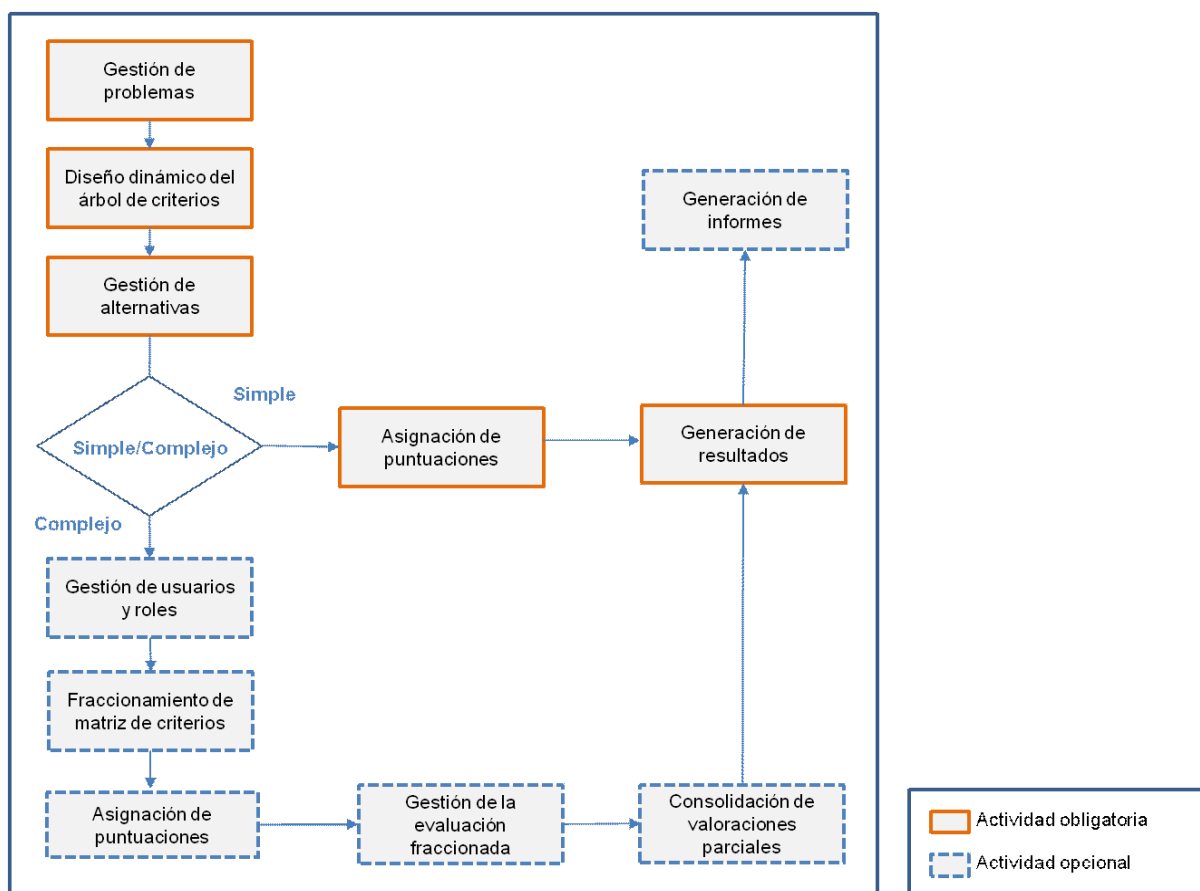 Gestión de
problemas
Diseño dinámico del
árbol de criterios
Generación de
informes
Gestión de
alternativas
Simple
Simple/Complejo
Asignación de
puntuaciones
Generación de
resultados
Complejo
Gestión de usuarios
y roles
Fraccionamiento de
matriz de criterios
Asignación de
puntuaciones
Gestión de la
evaluación
fraccionada
Consolidación de
valoraciones
parciales
Actividad obligatoria
Actividad opcional